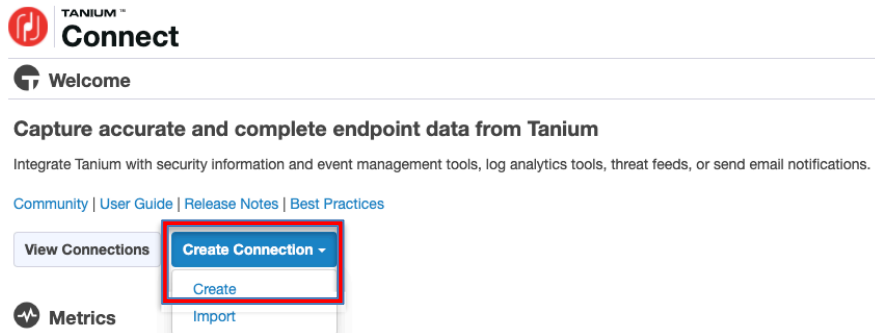 TANIUM™
Connect
Welcome
Capture accurate and complete endpoint data from Tanium
Integrate Tanium with security information and event management tools, log analytics tools, threat feeds, or send email notifications.
Community | User Guide | Release Notes | Best Practices
View Connections Create Connection
Create
Import
Metrics